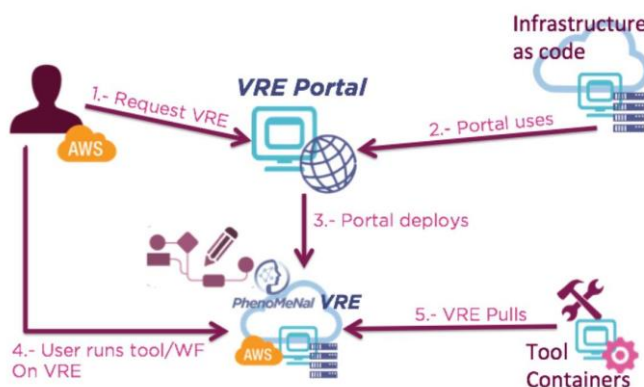 Infrastructure
as code
VRE Portal
1.- Request VRE
AWS
2.- Portal uses
3.- Portal deploys
PhenoMeNal VRE
AWS
4.- User runs tool/WF
On VRE
5.- VRE Pulls
Tool
Containers